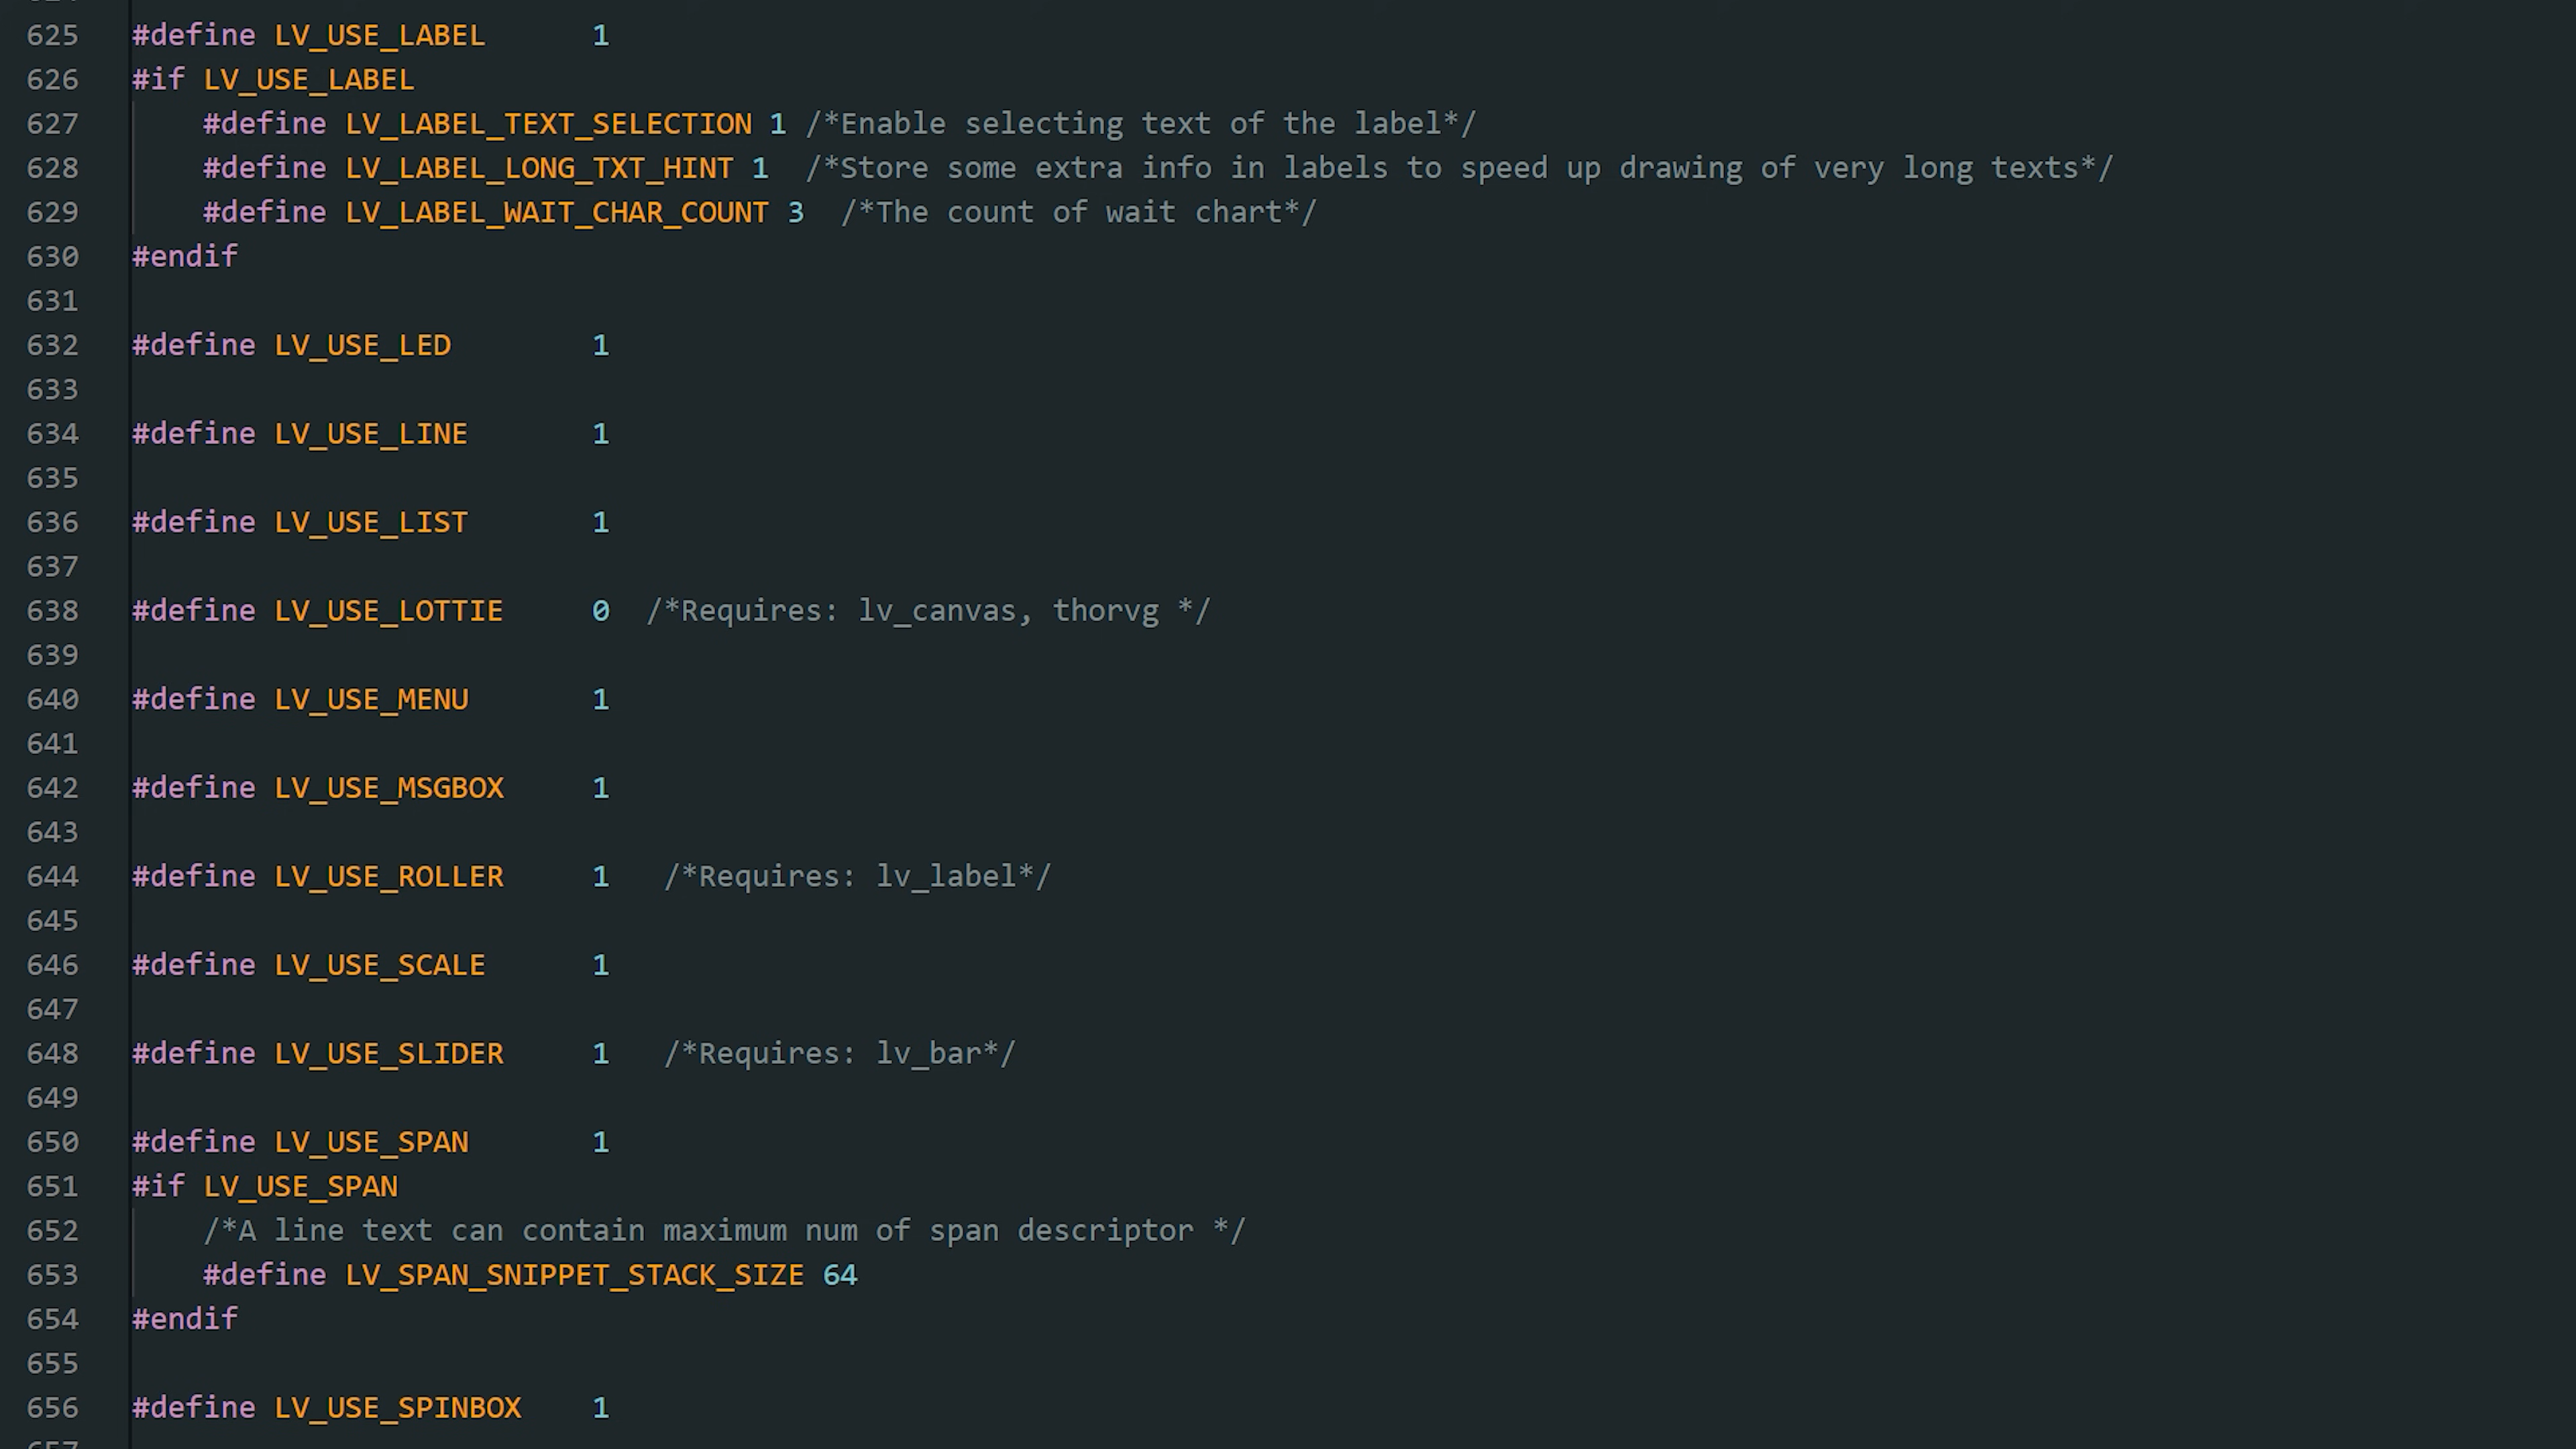 625 #define LV_USE_LABEL 1
626 #if LV_USE_LABEL
627 #define LV_LABEL_TEXT_SELECTION 1 /*Enable selecting text of the label*/
628 #define LV_LABEL_LONG_TXT_HINT 1 /*Store some extra info in labels to speed up drawing of very long texts*/
629 #define LV_LABEL_WAIT_CHAR_COUNT 3 /*The count of wait chart*/
630 #endif
631
632 #define LV_USE_LED 1
633
634 #define LV_USE_LINE 1
635
636 #define LV_USE_LIST 1
637
638 #define LV_USE_LOTTIE 0 /*Requires: lv_canvas, thorvg */
639
640 #define LV_USE_MENU 1
641
642 #define LV_USE_MSGBOX 1
643
644 #define LV_USE_ROLLER 1 /*Requires: lv_label*/
645
646 #define LV_USE_SCALE 1
647
648 #define LV_USE_SLIDER 1 /*Requires: lv_bar*/
649
650 #define LV_USE_SPAN 1
651 #if LV_USE_SPAN
652 /*A line text can contain maximum num of span descriptor */
653 #define LV_SPAN_SNIPPET_STACK_SIZE 64
654 #endif
655
656 #define LV_USE_SPINBOX 1